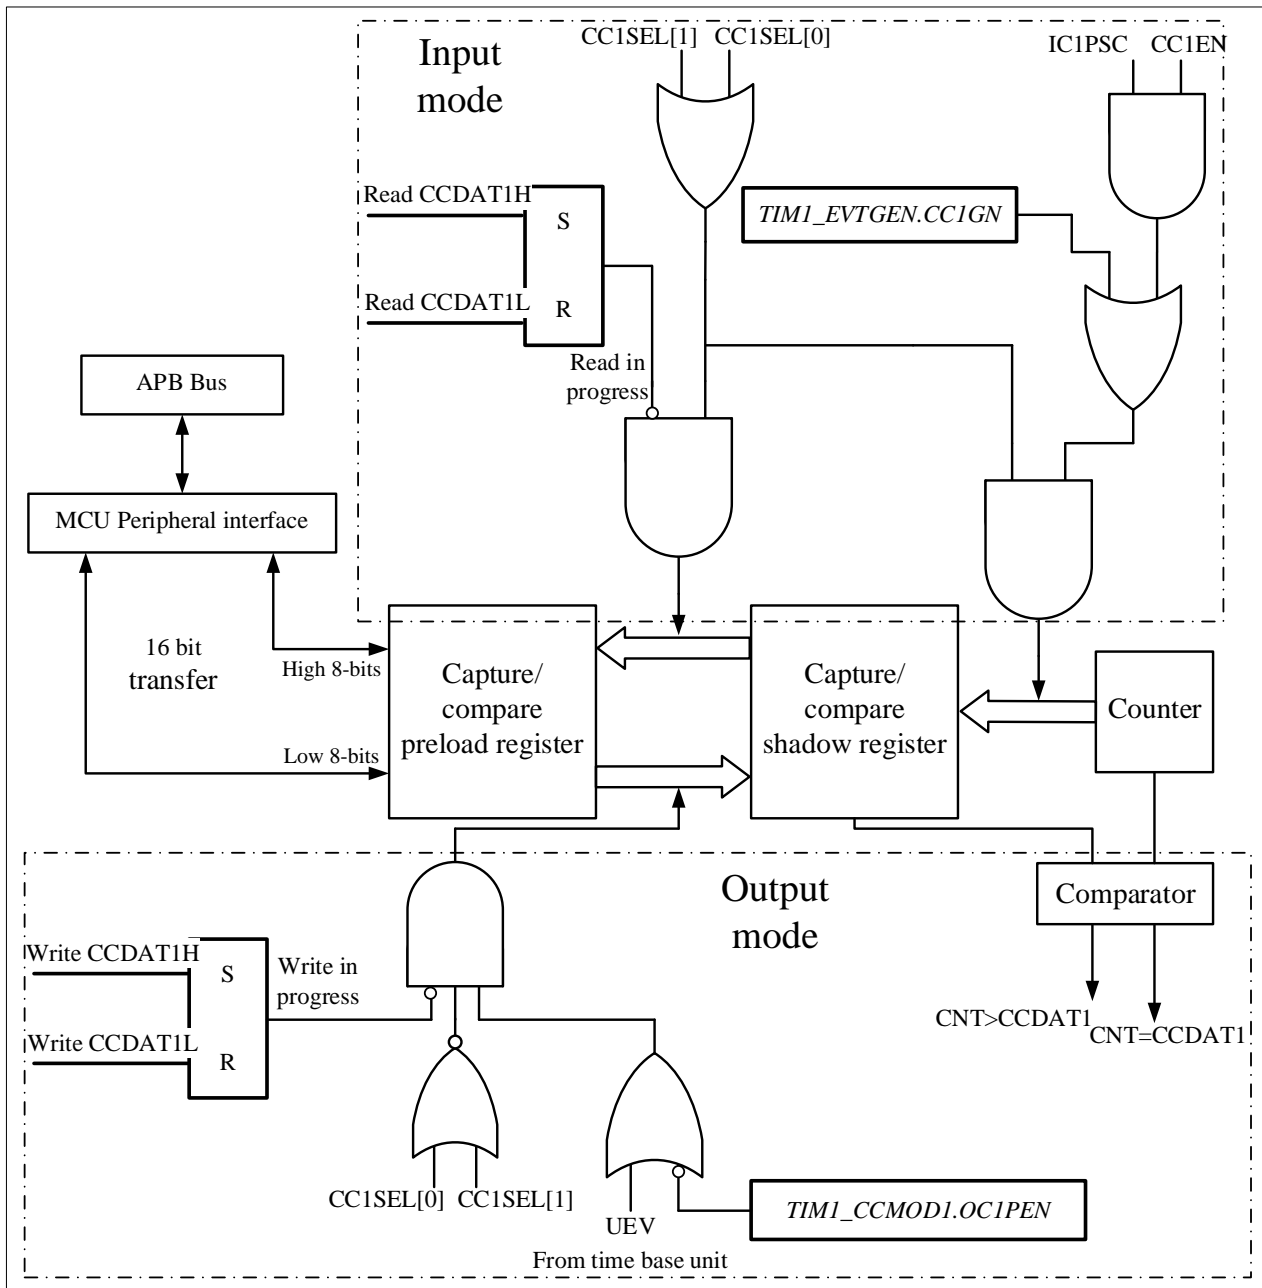 Input
mode
CC1SEL[1] CC1SEL[0]
IC1PSC CC1EN
Read CCDAT1H
S
TIM1_EVTGEN.CC1GN
Read CCDAT1L
R
Read in
progress
APB Bus
MCU Peripheral interface
16 bit
transfer
High 8-bits
Low 8-bits
Capture/
compare
preload register
Capture/
compare
shadow register
Counter
Output
mode
Comparator
Write CCDAT1H
S
Write in
progress
Write CCDAT1L
R
CNT>CCDAT1
CNT=CCDAT1
CC1SEL[0] CC1SEL[1]
UEV
TIM1_CCMOD1.OC1PEN
From time base unit